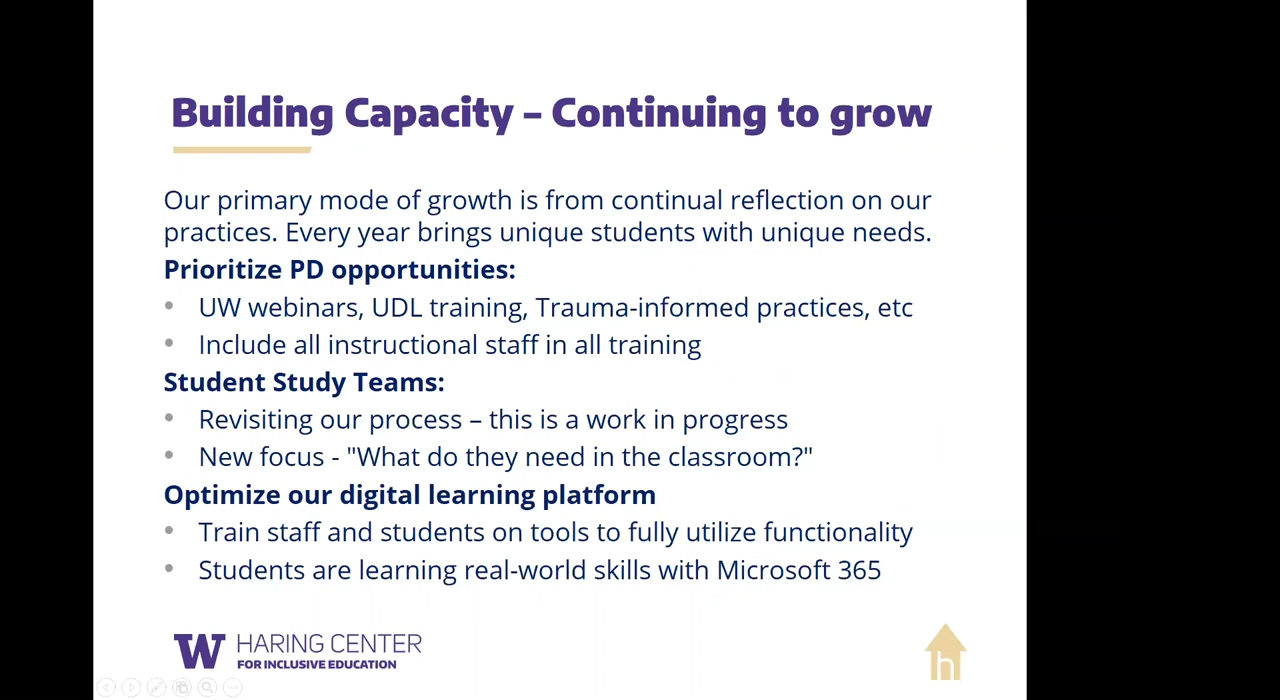 Building Capacity – Continuing to grow
Our primary mode of growth is from continual reflection on our
practices. Every year brings unique students with unique needs.
Prioritize PD opportunities:
• UW webinars, UDL training, Trauma-informed practices, etc
• Include all instructional staff in all training
Student Study Teams:
• Revisiting our process – this is a work in progress
• New focus - "What do they need in the classroom?"
Optimize our digital learning platform
• Train staff and students on tools to fully utilize functionality
• Students are learning real-world skills with Microsoft 365
W HARING CENTER
FOR INCLUSIVE EDUCATION
h